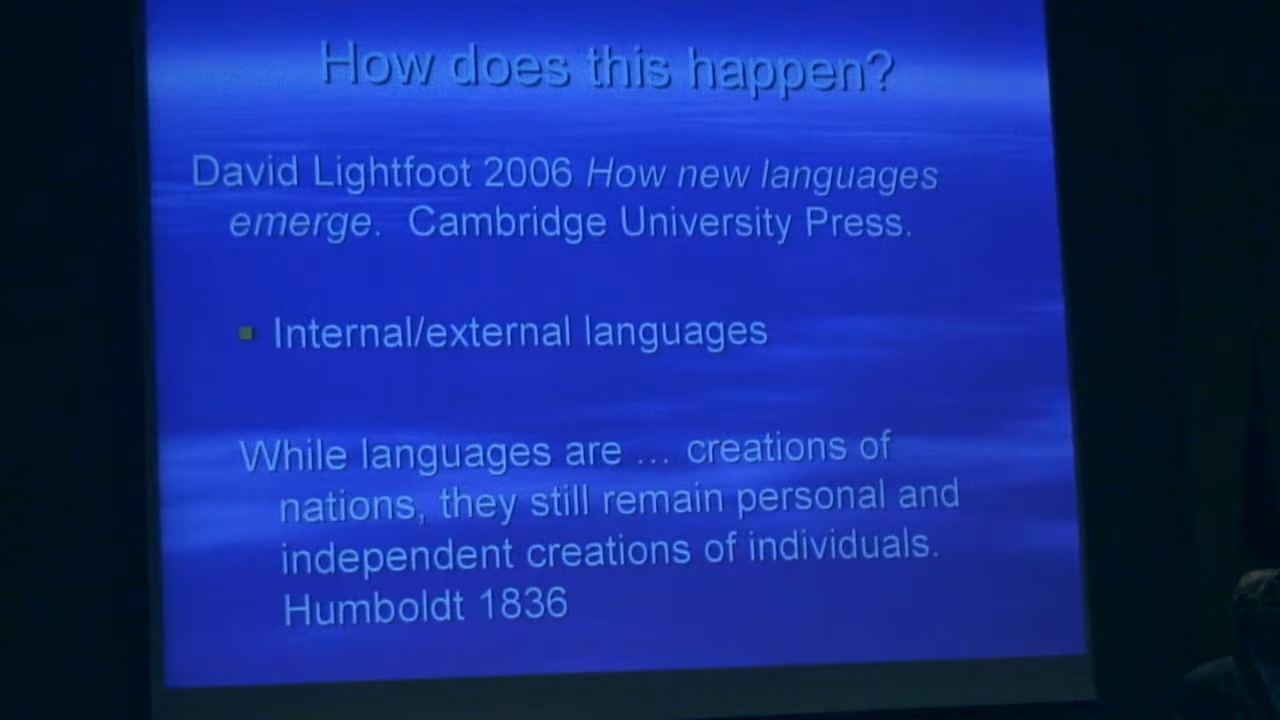 How does this happen?
David Lightfoot 2006 How new languages
emerge. Cambridge University Press.
Internal/external languages
While languages are ... creations of
nations, they still remain personal and
independent creations of individuals.
Humboldt 1836